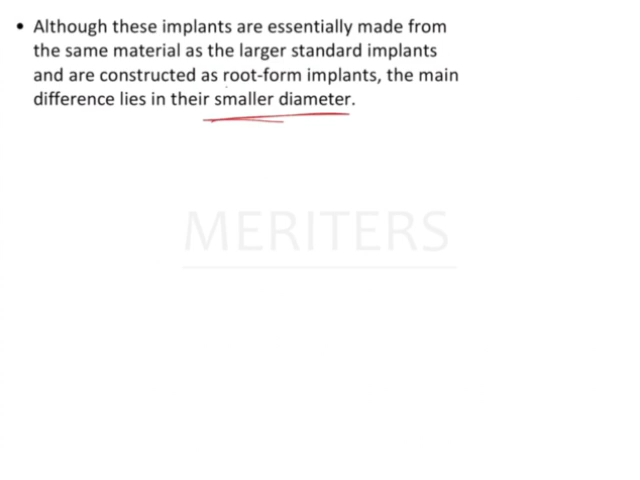 • Although these implants are essentially made from
the same material as the larger standard implants
and are constructed as root-form implants, the main
difference lies in their smaller diameter.
MERITERS